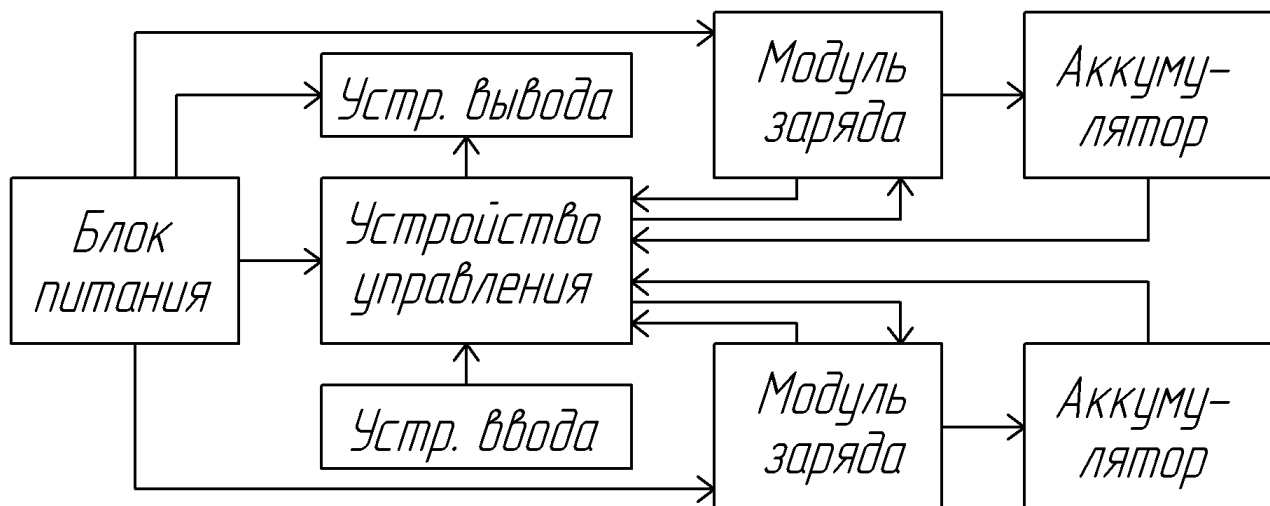 Модуль
заряда
Аккуму-
лятор
Устр. вывода
Блок
питания
Устройство
управления
Устр. ввода
Модуль
заряда
Аккуму-
лятор